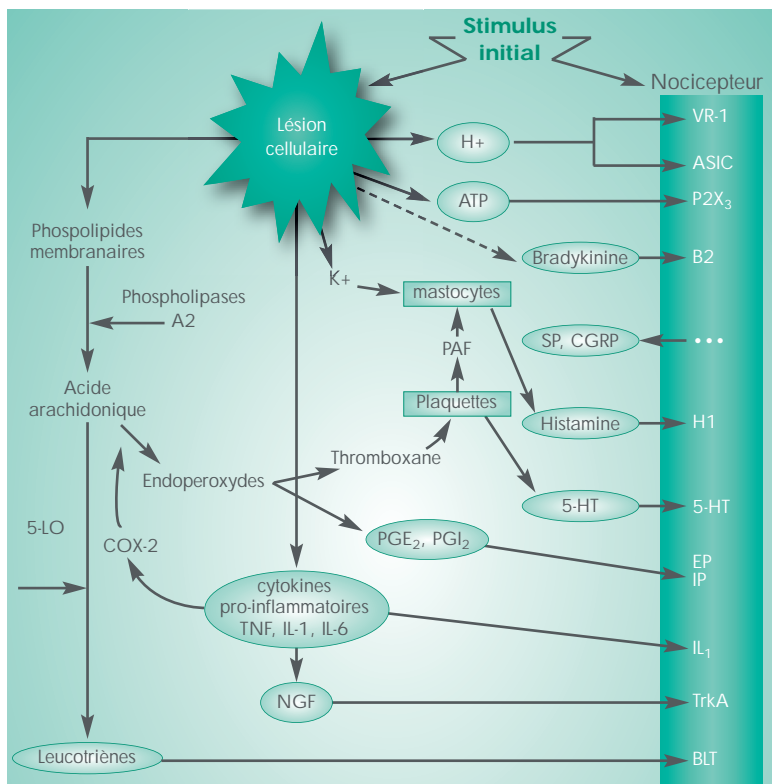 Stimulus
initial
Nocicepteur
Lésion
cellulaire
H+
VR-1
ASIC
ATP
P2X₃
Phospolipides
membranaires
Bradykinine
B2
K+
mastocytes
Phospholipases
A2
PAF
SP, CGRP
...
Acide
arachidonique
Plaquettes
Histamine
H1
Thromboxane
Endoperoxydes
5-HT
5-HT
5-LO
COX-2
PGE₂, PGI₂
EP
IP
cytokines
pro-inflammatoires
TNF, IL-1, IL-6
IL₁
NGF
TrkA
Leucotriènes
BLT